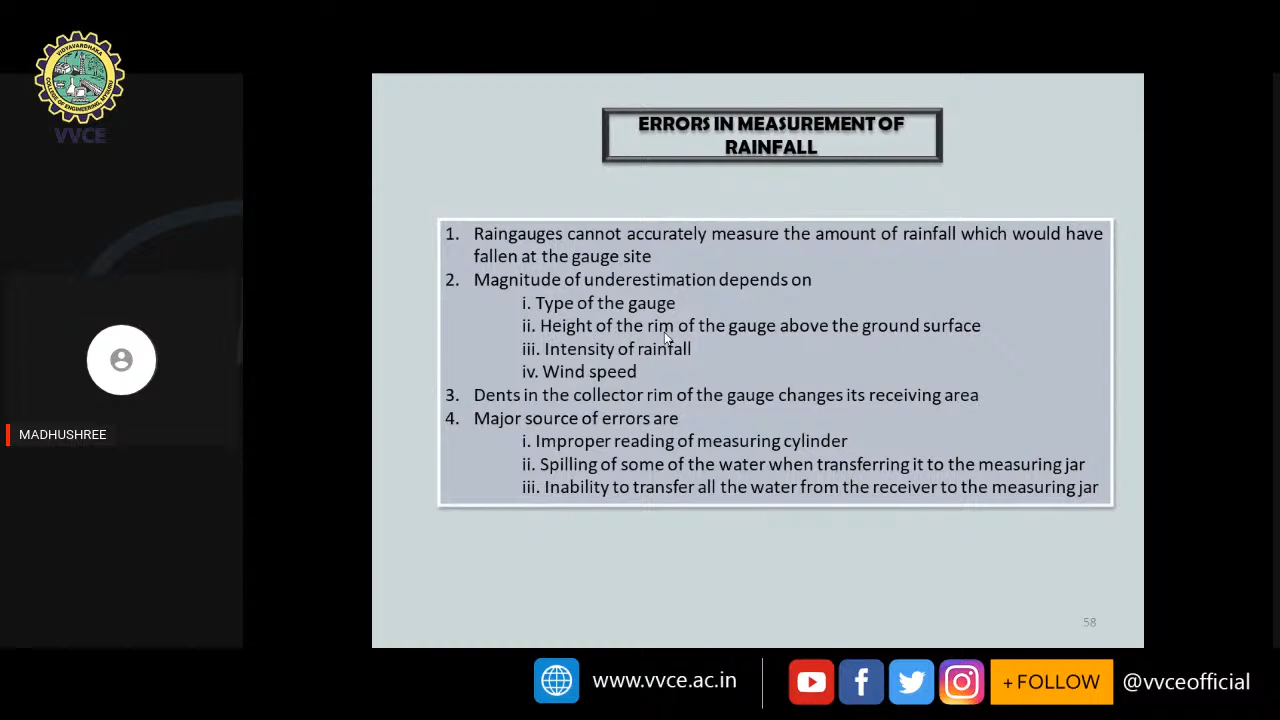 VIDYAVARDHAKA
COLLEGE OF ENGINEERING, MYSURU
VVCE
ERRORS IN MEASUREMENT OF
RAINFALL
1. Raingauges cannot accurately measure the amount of rainfall which would have
fallen at the gauge site
2. Magnitude of underestimation depends on
i. Type of the gauge
ii. Height of the rim of the gauge above the ground surface
iii. Intensity of rainfall
iv. Wind speed
3. Dents in the collector rim of the gauge changes its receiving area
4. Major source of errors are
i. Improper reading of measuring cylinder
ii. Spilling of some of the water when transferring it to the measuring jar
iii. Inability to transfer all the water from the receiver to the measuring jar
MADHUSHREE
58
www.vvce.ac.in
+ FOLLOW
@vvceofficial